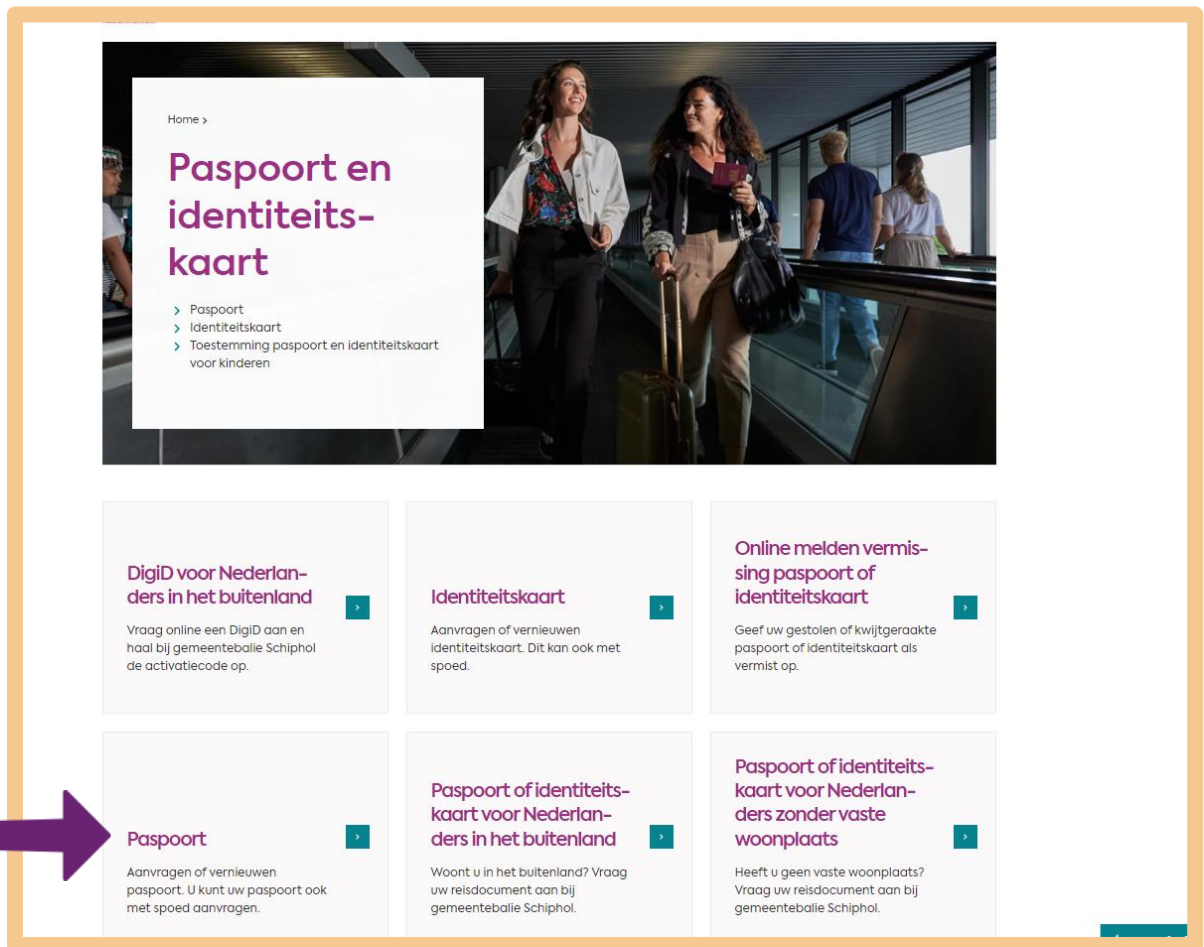 Home >
Paspoort en
identiteits-
kaart
> Paspoort
> Identiteitskaart
> Toestemming paspoort en identiteitskaart
voor kinderen
DigiD voor Nederlan-
ders in het buitenland
Vraag online een DigiD aan en
haal bij gemeentebalie Schiphol
de activatiecode op.
Identiteitskaart
Aanvragen of vernieuwen
identiteitskaart. Dit kan ook met
spoed.
Online melden vermis-
sing paspoort of
identiteitskaart
Geef uw gestolen of kwijtgeraakte
paspoort of identiteitskaart als
vermist op.
Paspoort
Aanvragen of vernieuwen
paspoort. U kunt uw paspoort ook
met spoed aanvragen.
Paspoort of identiteits-
kaart voor Nederlan-
ders in het buitenland
Woont u in het buitenland? Vraag
uw reisdocument aan bij
gemeentebalie Schiphol.
Paspoort of identiteits-
kaart voor Nederlan-
ders zonder vaste
woonplaats
Heeft u geen vaste woonplaats?
Vraag uw reisdocument aan bij
gemeentebalie Schiphol.